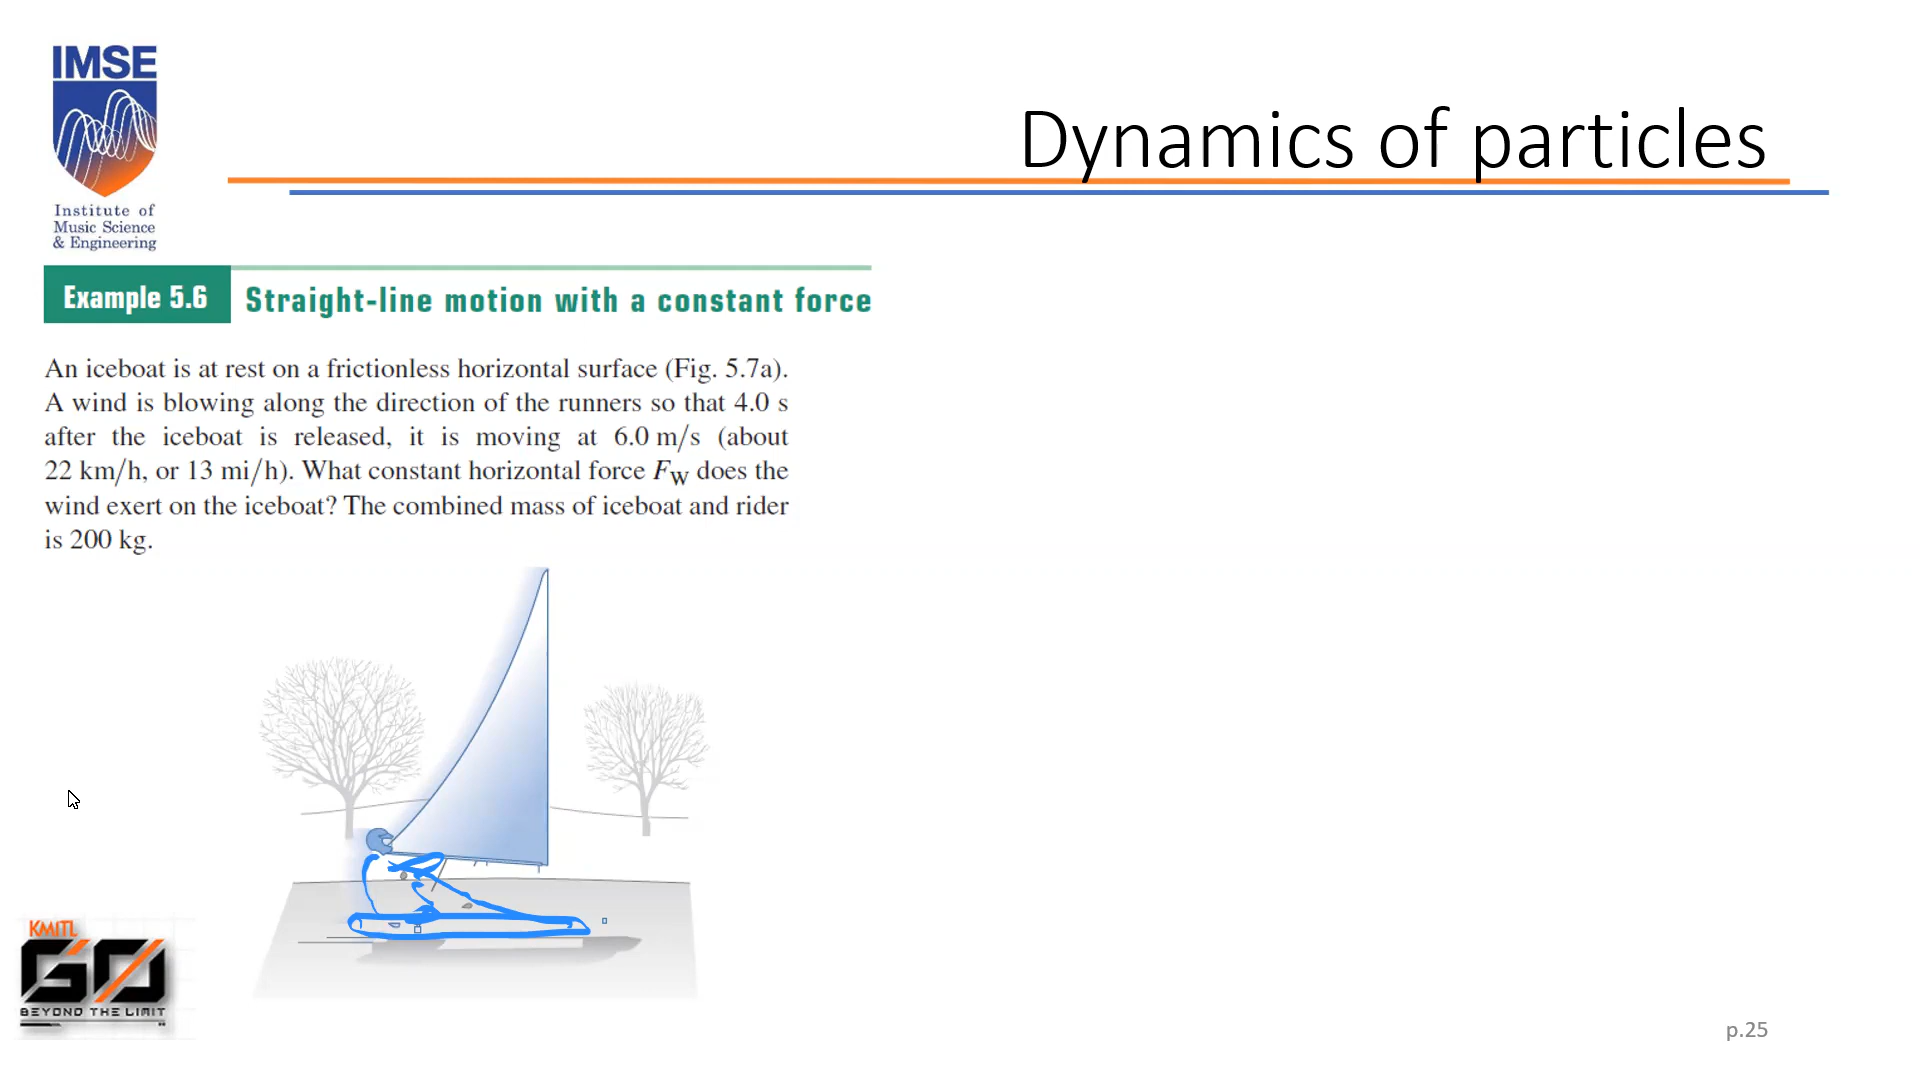 IMSE
Institute of
Music Science
& Engineering
Dynamics of particles
Example 5.6 Straight-line motion with a constant force
An iceboat is at rest on a frictionless horizontal surface (Fig. 5.7a).
A wind is blowing along the direction of the runners so that 4.0 s
after the iceboat is released, it is moving at 6.0 m/s (about
22 km/h, or 13 mi/h). What constant horizontal force FW does the
wind exert on the iceboat? The combined mass of iceboat and rider
is 200 kg.
KMITL
GO
BEYOND THE LIMIT
p.25